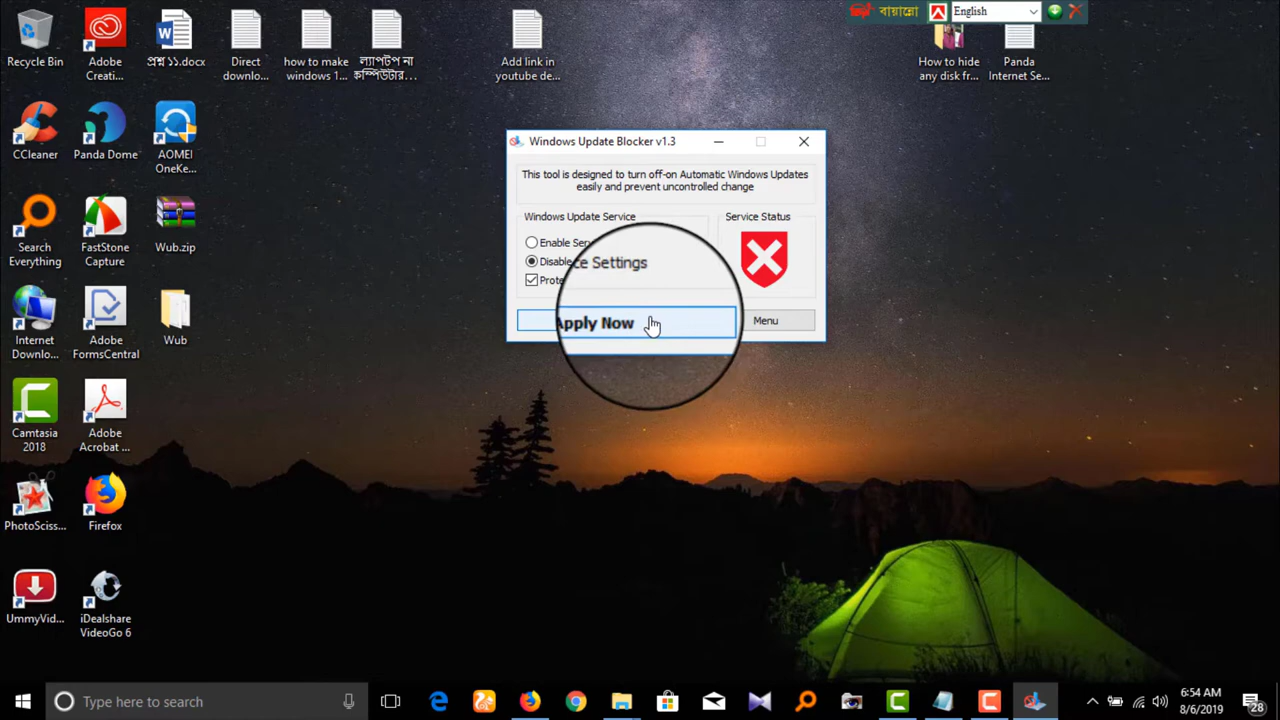 বায়ান্নো
English
Recycle Bin
Adobe
Creati...
প্রশ্ন ১১.docx
Direct
downlo...
how to make
windows 1...
ল্যাপটপ না
কম্পিউটার...
Add link in
youtube de...
How to hide
any disk fr...
Panda
Internet Se...
CCleaner
Panda Dome
AOMEI
OneKe...
Search
Everything
FastStone
Capture
Wub.zip
Internet
Downlo...
Adobe
FormsCentral
Wub
Camtasia
2018
Adobe
Acrobat ...
PhotoSciss...
Firefox
UmmyVid...
iDealshare
VideoGo 6
Windows Update Blocker v1.3
This tool is designed to turn off-on Automatic Windows Updates
easily and prevent uncontrolled change
Windows Update Service
Service Status
Enable Ser
Disable
ce Settings
Prote
Apply Now
Menu
Type here to search
6:54 AM
8/6/2019
28